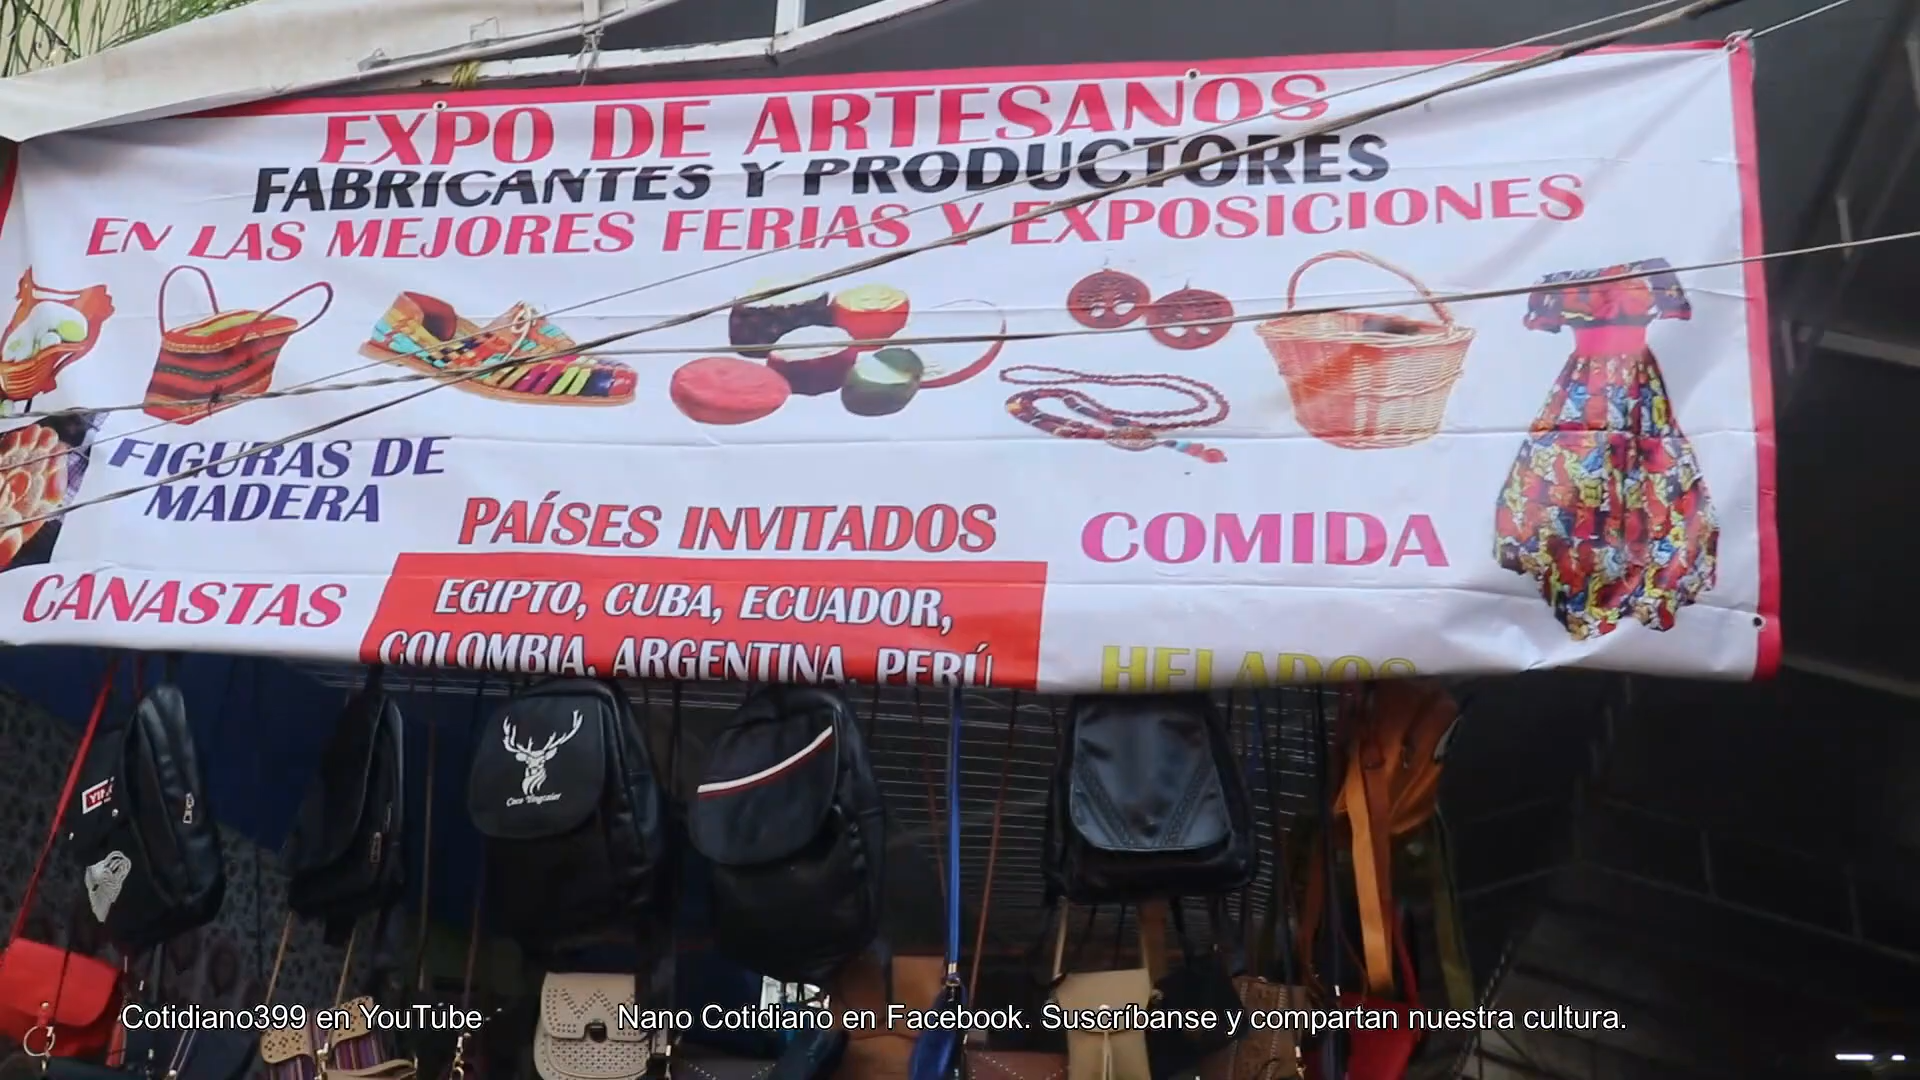 EXPO DE ARTESANOS
FABRICANTES Y PRODUCTORES
EN LAS MEJORES FERIAS Y EXPOSICIONES
FIGURAS DE
MADERA
PAÍSES INVITADOS
COMIDA
CANASTAS
EGIPTO, CUBA, ECUADOR,
COLOMBIA, ARGENTINA, PERÚ
HELADOS
Cotidiano399 en YouTube
Nano Cotidiano en Facebook. Suscríbanse y compartan nuestra cultura.